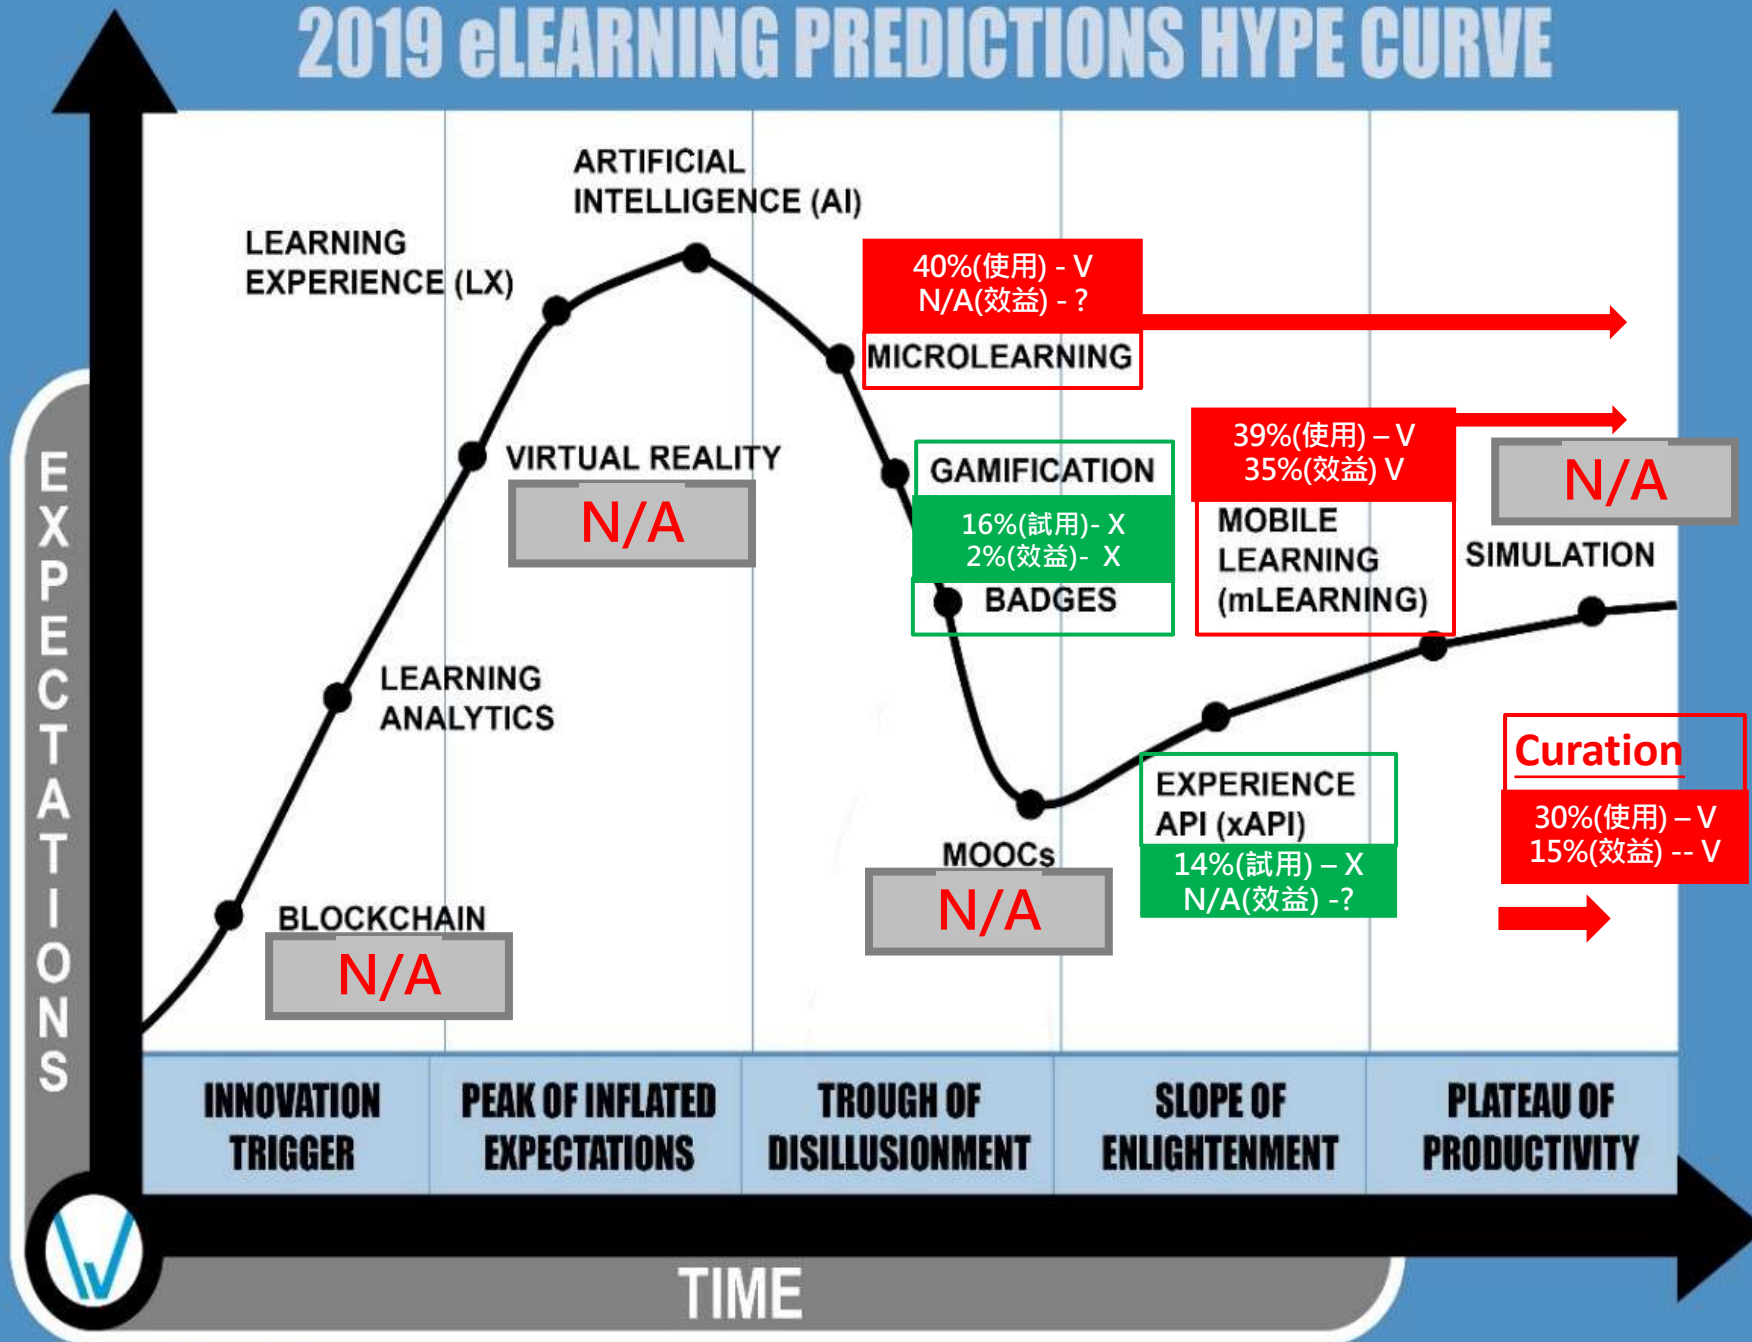 2019 eLEARNING PREDICTIONS HYPE CURVE
ARTIFICIAL
INTELLIGENCE (AI)
LEARNING
EXPERIENCE (LX)
40%(使用) - V
N/A(效益) - ?
MICROLEARNING
VIRTUAL REALITY
N/A
GAMIFICATION
16%(試用)- X
2%(效益)- X
BADGES
39%(使用) – V
35%(效益) V
MOBILE
LEARNING
(mLEARNING)
N/A
SIMULATION
LEARNING
ANALYTICS
Curation
30%(使用) – V
15%(效益) -- V
EXPERIENCE
API (xAPI)
14%(試用) – X
N/A(效益) -?
MOOCs
N/A
BLOCKCHAIN
N/A
EXPECTATIONS
INNOVATION
TRIGGER
PEAK OF INFLATED
EXPECTATIONS
TROUGH OF
DISILLUSIONMENT
SLOPE OF
ENLIGHTENMENT
PLATEAU OF
PRODUCTIVITY
TIME